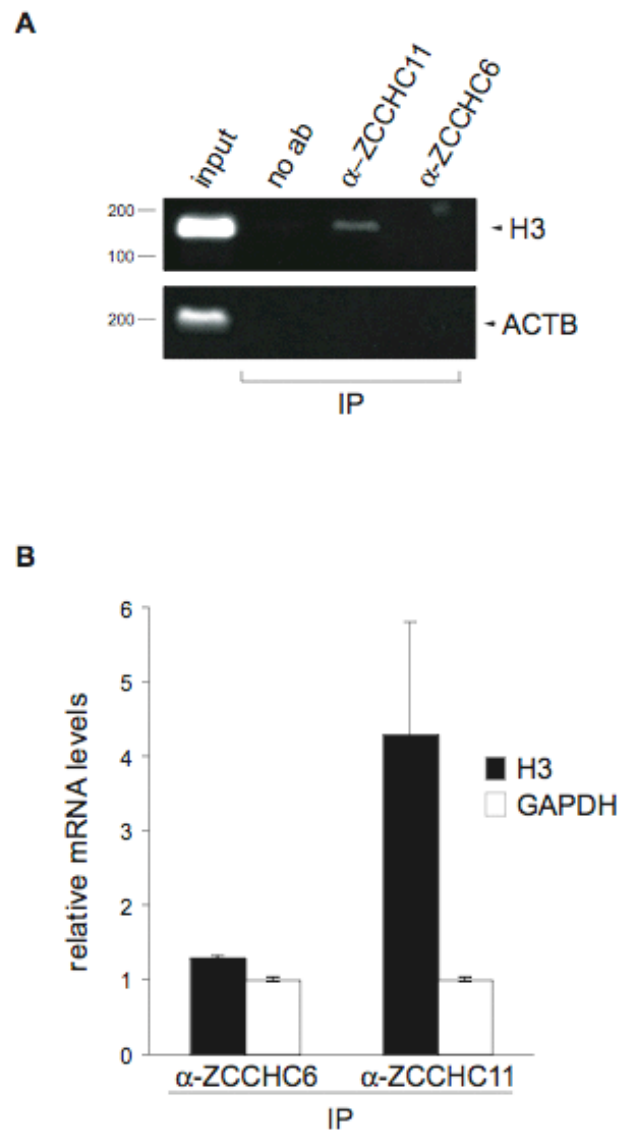 A
input no ab α–ZCCHC11 α-ZCCHC6
200
100
H3
200
ACTB
IP
B
relative mRNA levels
6
5
4
3
2
1
0
H3
GAPDH
α-ZCCHC6 α-ZCCHC11
IP